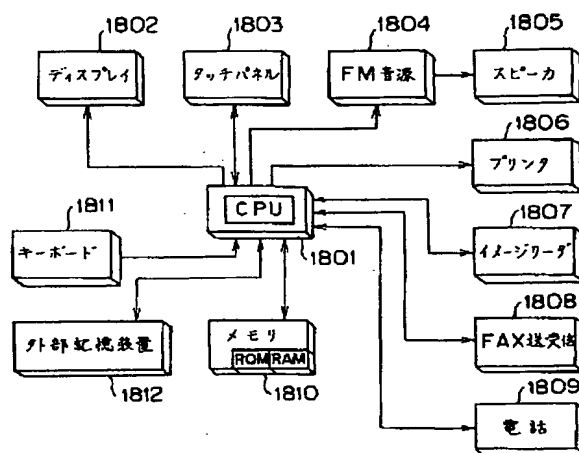 1802
ディスプレイ
1803
タッチパネル
1804
FM音源
1805
スピーカ
1806
プリンタ
CPU
1801
1811
キーボード
1807
イメージリーダ
1808
FAX送受信
外部記憶装置
1812
メモリ
ROM RAM
1810
1809
電話